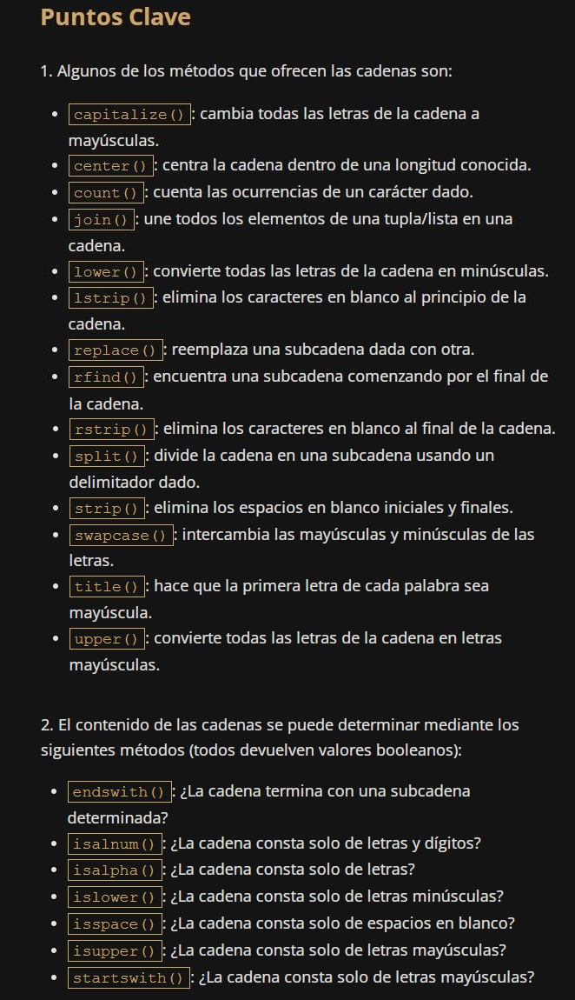 Puntos Clave
1. Algunos de los métodos que ofrecen las cadenas son:
capitalize() : cambia todas las letras de la cadena a
mayúsculas.
center() : centra la cadena dentro de una longitud conocida.
count() : cuenta las ocurrencias de un carácter dado.
join() : une todos los elementos de una tupla/lista en una
cadena.
lower() : convierte todas las letras de la cadena en minúsculas.
lstrip() : elimina los caracteres en blanco al principio de la
cadena.
replace() : reemplaza una subcadena dada con otra.
rfind() : encuentra una subcadena comenzando por el final de
la cadena.
rstrip() : elimina los caracteres en blanco al final de la cadena.
split() : divide la cadena en una subcadena usando un
delimitador dado.
strip() : elimina los espacios en blanco iniciales y finales.
swapcase() : intercambia las mayúsculas y minúsculas de las
letras.
title() : hace que la primera letra de cada palabra sea
mayúscula.
upper() : convierte todas las letras de la cadena en letras
mayúsculas.
2. El contenido de las cadenas se puede determinar mediante los
siguientes métodos (todos devuelven valores booleanos):
endswith() : ¿La cadena termina con una subcadena
determinada?
isalnum() : ¿La cadena consta solo de letras y dígitos?
isalpha() : ¿La cadena consta solo de letras?
islower() : ¿La cadena consta solo de letras minúsculas?
isspace() : ¿La cadena consta solo de espacios en blanco?
isupper() : ¿La cadena consta solo de letras mayúsculas?
startswith() : ¿La cadena consta solo de letras mayúsculas?